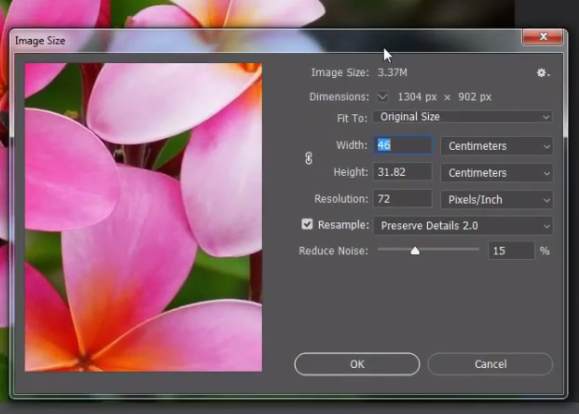 Image Size
Image Size: 3.37M
Dimensions: 1304 px × 902 px
Fit To: Original Size
Width: 46 Centimeters
Height: 31.82 Centimeters
Resolution: 72 Pixels/Inch
Resample: Preserve Details 2.0
Reduce Noise: 15 %
OK Cancel